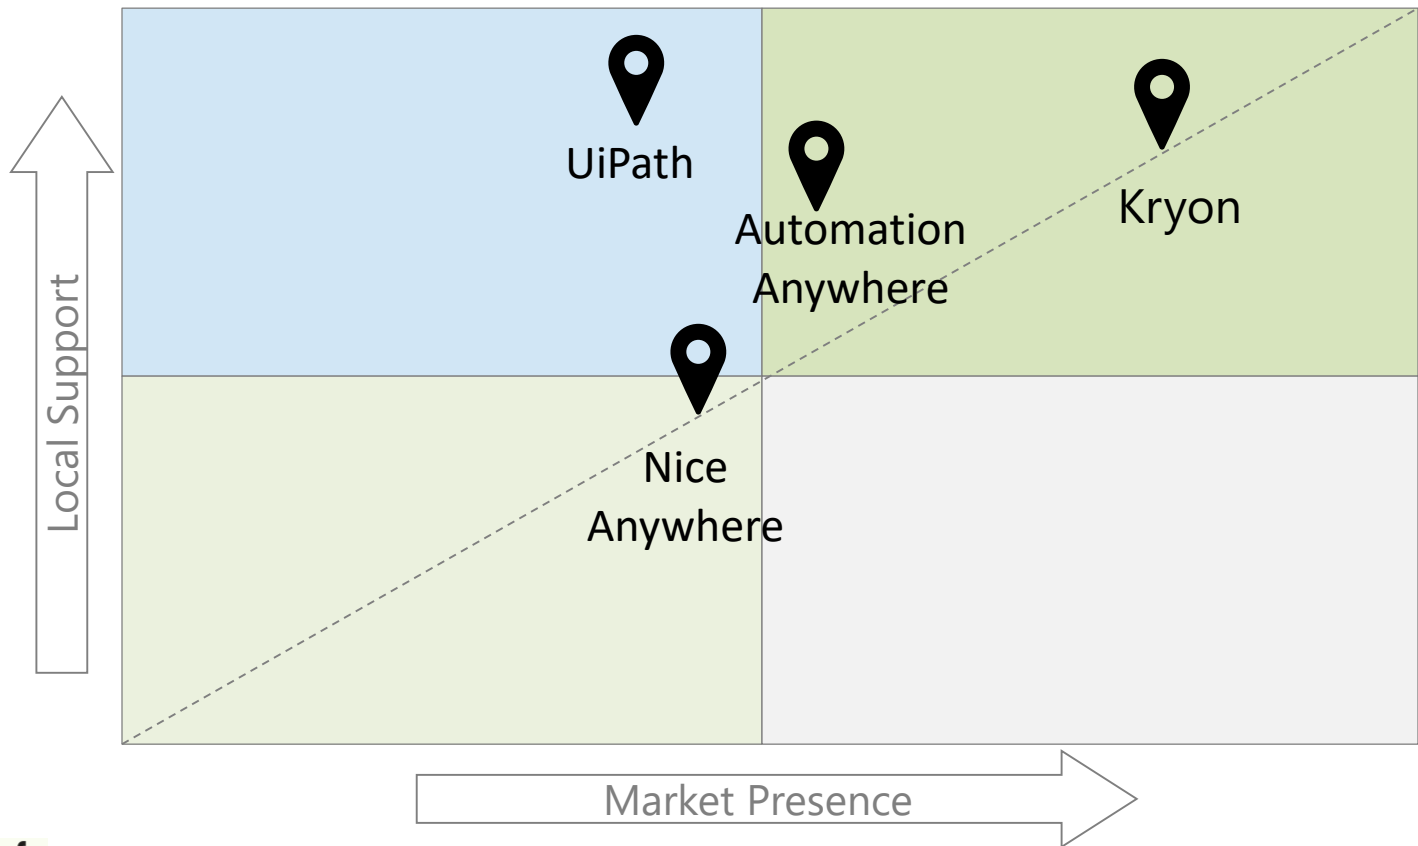 UiPath
Automation
Anywhere
Kryon
Nice
Anywhere
Local Support
Market Presence